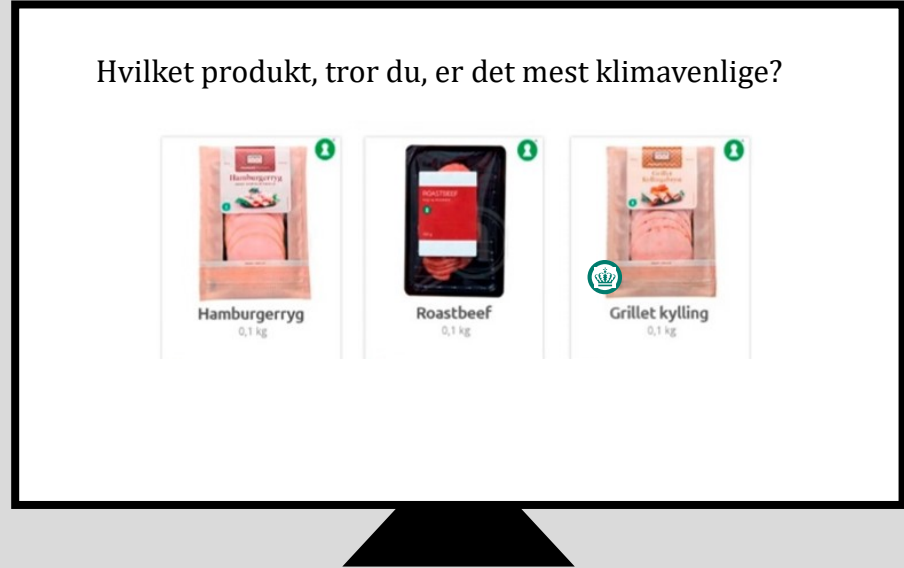 Hvilket produkt, tror du, er det mest klimavenlige?
Hamburgerryg
ROASTBEEF
Grillet
Hamburgerryg
0,1 kg
Roastbeef
0,1 kg
Grillet kylling
0,1 kg